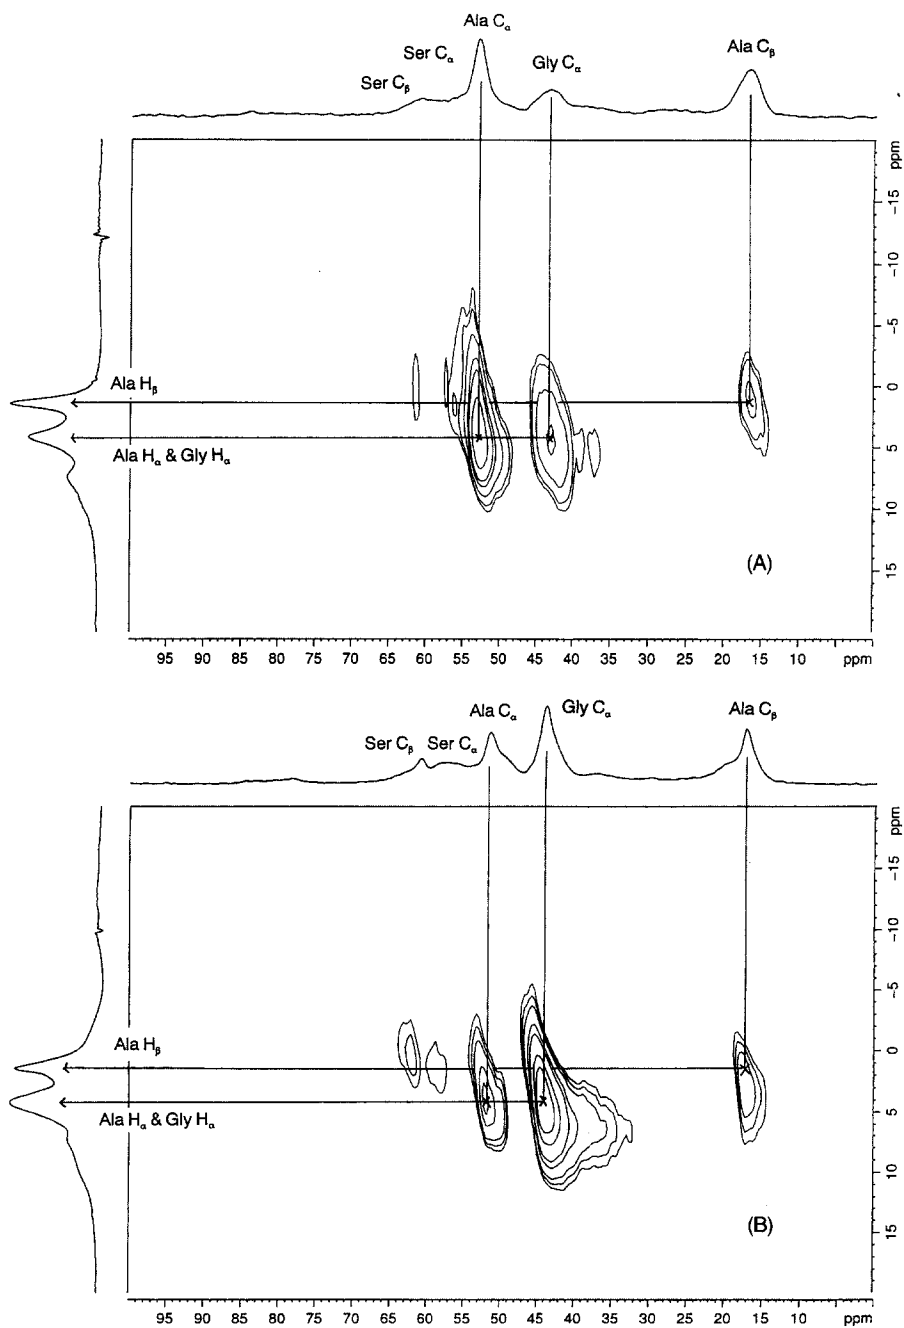 Ala Cα
Ser Cα
Ser Cβ
Gly Cα
Ala Cβ
ppm
-15
-10
-5
0
5
10
15
Ala Hβ
Ala Hα & Gly Hα
(A)
95 90 85 80 75 70 65 60 55 50 45 40 35 30 25 20 15 10 ppm
Ala Cα
Gly Cα
Ala Cβ
Ser Cβ
Ser Cα
ppm
-15
-10
-5
0
5
10
15
Ala Hβ
Ala Hα & Gly Hα
(B)
95 90 85 80 75 70 65 60 55 50 45 40 35 30 25 20 15 10 ppm